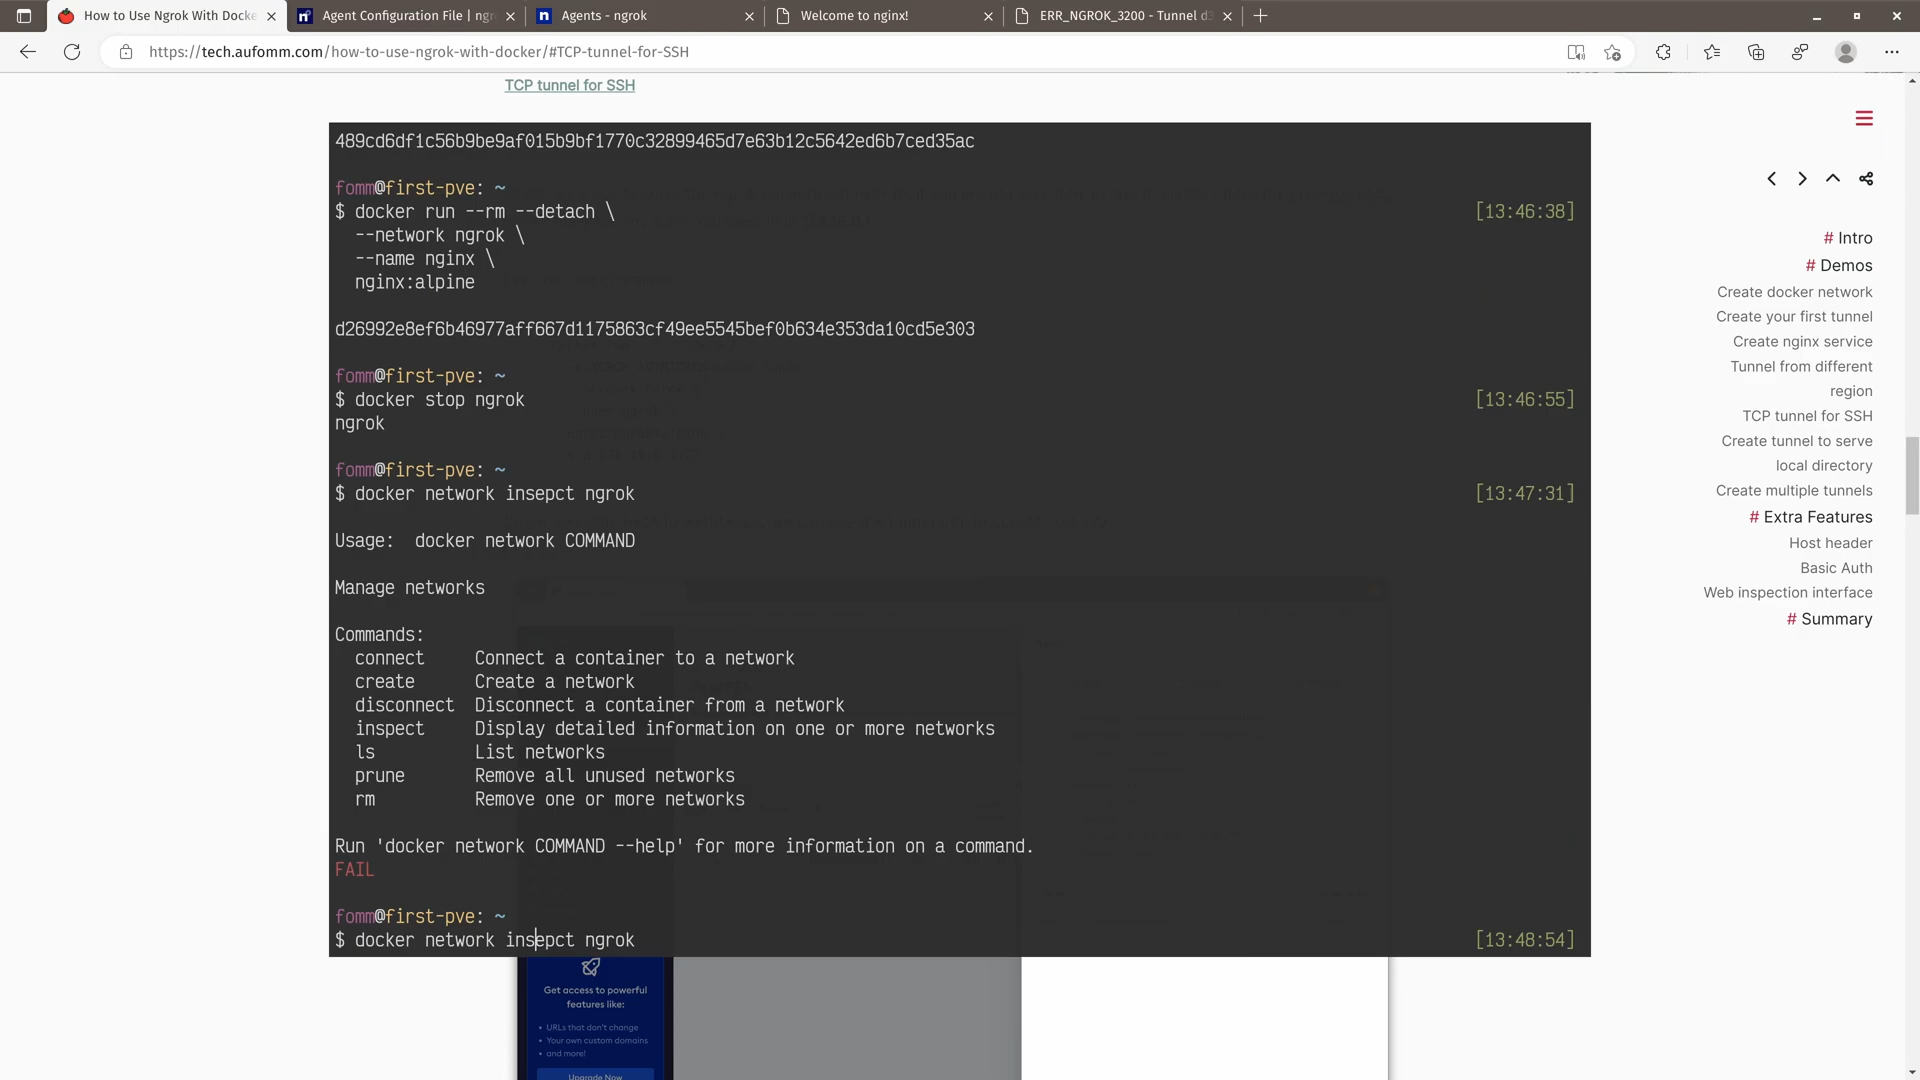 How to Use Ngrok With Docke
Agent Configuration File | ngr
Agents - ngrok
Welcome to nginx!
ERR_NGROK_3200 - Tunnel d3
https://tech.aufomm.com/how-to-use-ngrok-with-docker/#TCP-tunnel-for-SSH
TCP tunnel for SSH
489cd6df1c56b9be9af015b9bf1770c32899465d7e63b12c5642ed6b7ced35ac
fomm@first-pve: ~
$ docker run --rm --detach \ [13:46:38]
--network ngrok \
--name nginx \
nginx:alpine
d26992e8ef6b46977aff667d1175863cf49ee5545bef0b634e353da10cd5e303
fomm@first-pve: ~
$ docker stop ngrok [13:46:55]
ngrok
fomm@first-pve: ~
$ docker network insepct ngrok [13:47:31]
Usage:  docker network COMMAND
Manage networks
Commands:
connect     Connect a container to a network
create      Create a network
disconnect  Disconnect a container from a network
inspect     Display detailed information on one or more networks
ls          List networks
prune       Remove all unused networks
rm          Remove one or more networks
Run 'docker network COMMAND --help' for more information on a command.
FAIL
fomm@first-pve: ~
$ docker network insepct ngrok [13:48:54]
Get access to powerful
features like:
• URLs that don't change
• Your own custom domains
• and more!
Upgrade Now
# Intro
# Demos
Create docker network
Create your first tunnel
Create nginx service
Tunnel from different
region
TCP tunnel for SSH
Create tunnel to serve
local directory
Create multiple tunnels
# Extra Features
Host header
Basic Auth
Web inspection interface
# Summary